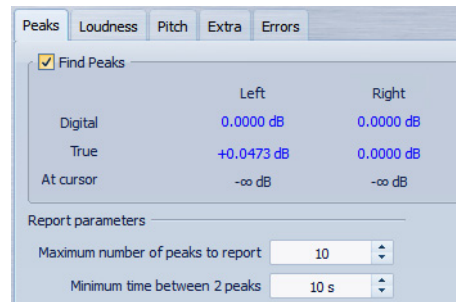 Peaks Loudness Pitch Extra Errors
Find Peaks
Left Right
Digital 0.0000 dB 0.0000 dB
True +0.0473 dB 0.0000 dB
At cursor -∞ dB -∞ dB
Report parameters
Maximum number of peaks to report 10
Minimum time between 2 peaks 10 s